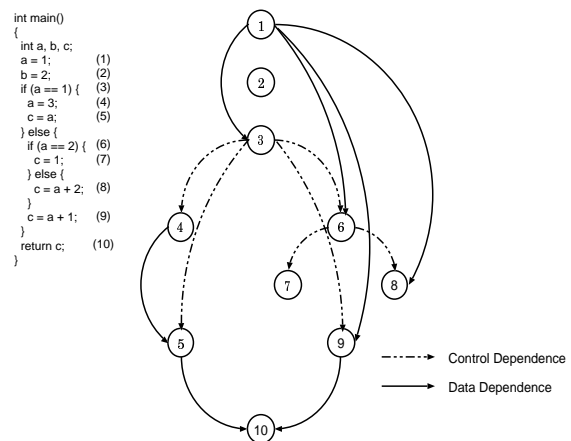 int main()
{
int a, b, c;
a = 1; (1)
b = 2; (2)
if (a == 1) { (3)
a = 3; (4)
c = a; (5)
} else {
if (a == 2) { (6)
c = 1; (7)
} else {
c = a + 2; (8)
}
c = a + 1; (9)
}
return c; (10)
}
1
2
3
4
6
7
8
5
9
10
Control Dependence
Data Dependence